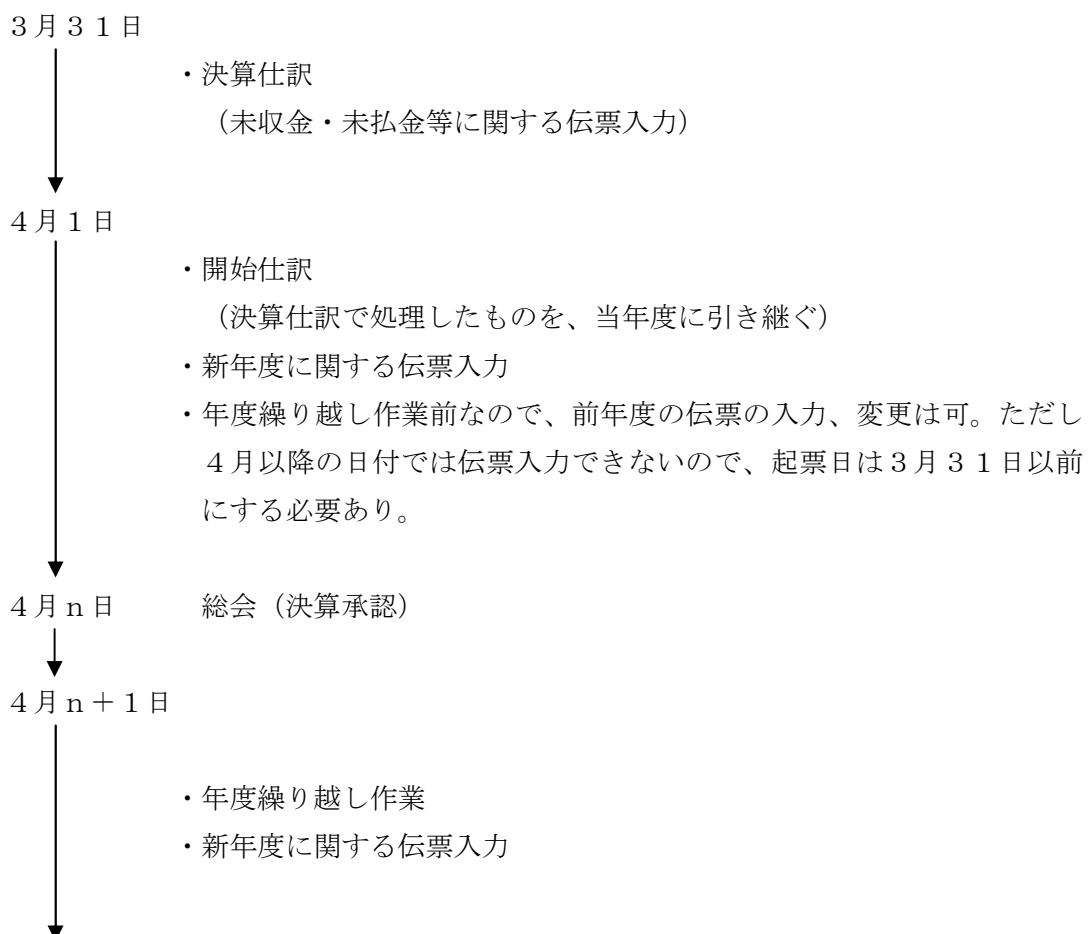 ３月３１日
・決算仕訳
（未収金・未払金等に関する伝票入力）
４月１日
・開始仕訳
（決算仕訳で処理したものを、当年度に引き継ぐ）
・新年度に関する伝票入力
・年度繰り越し作業前なので、前年度の伝票の入力、変更は可。ただし
４月以降の日付では伝票入力できないので、起票日は３月３１日以前
にする必要あり。
４月ｎ日　　　総会（決算承認）
４月ｎ＋１日
・年度繰り越し作業
・新年度に関する伝票入力